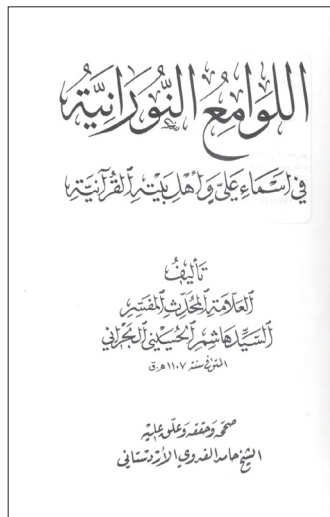 اللوامع النورانية
في أسماء علي وأهل بيته القرآنية
تأليف
العلامة المحدث المفسر
السيد هاشم الحسيني البحراني
المتوفى سنة ١١٠٧ هـ.ق
صححه وحققه وعلق عليه
الشيخ حامد الفدوي الأردستاني